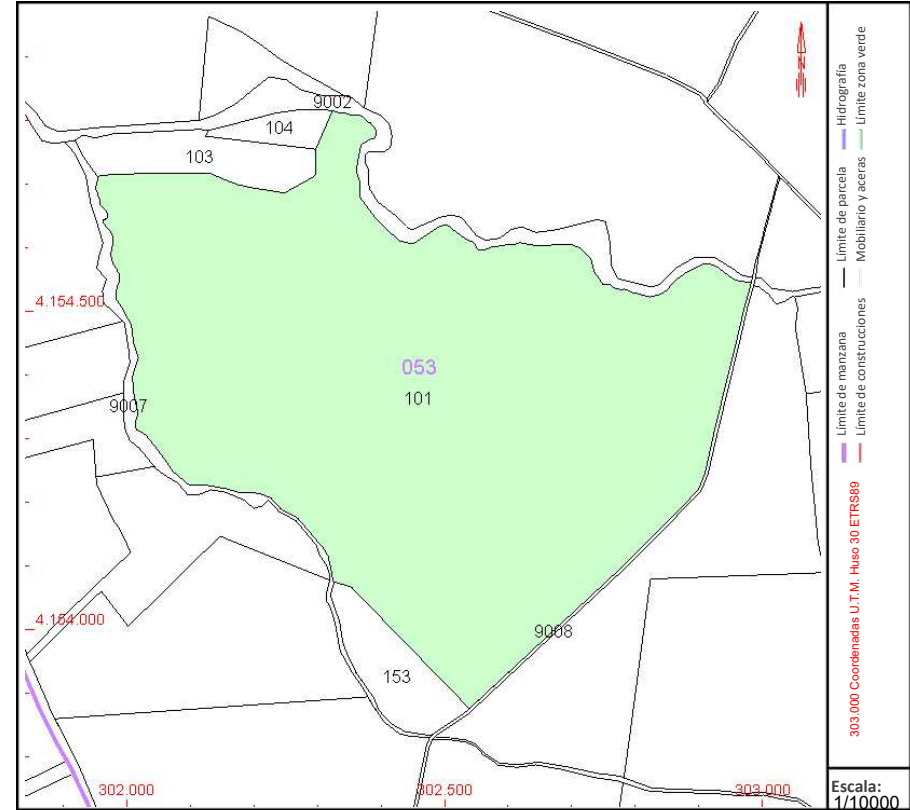 9002
104
103
4.154.500
053
101
9007
4.154.000
9008
153
302.000
302.500
303.000
N
Hidrografía
Límite zona verde
Límite de parcela
Mobiliario y aceras
Límite de manzana
Límite de construcciones
303.000 Coordenadas U.T.M. Huso 30 ETRS89
Escala:
1/10000